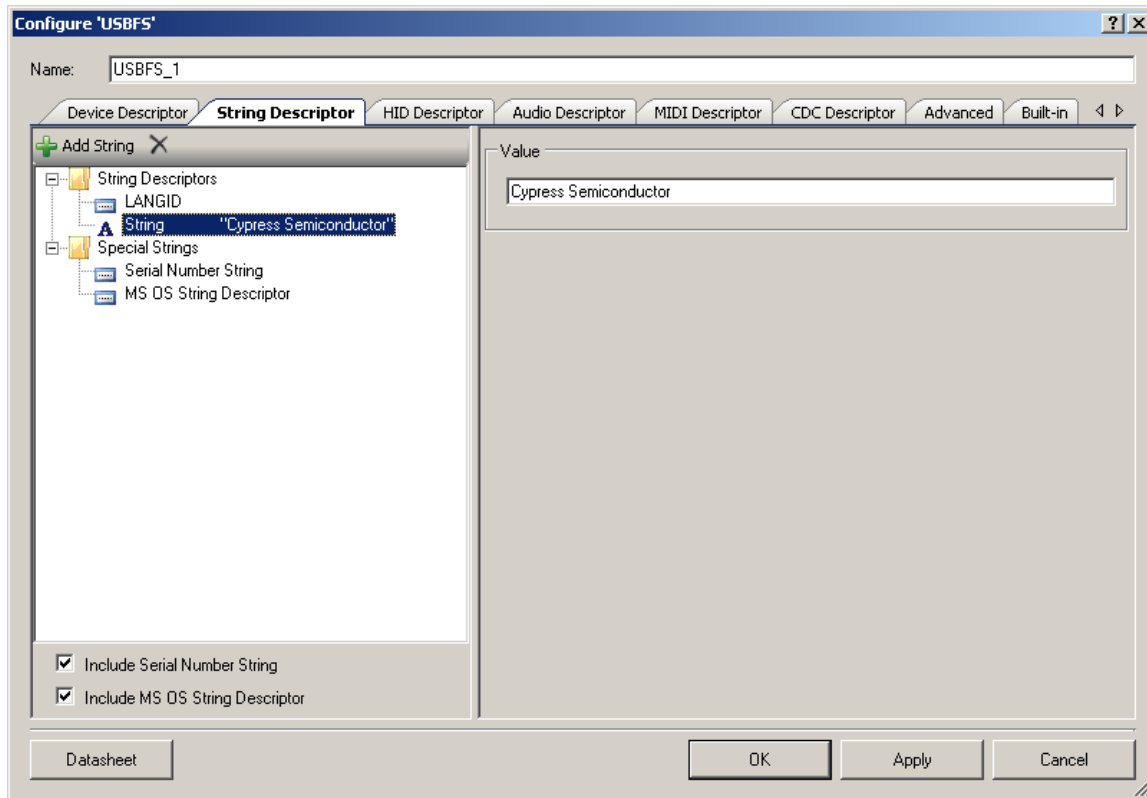 Configure 'USBFS'
Name: USBFS_1
Device Descriptor String Descriptor HID Descriptor Audio Descriptor MIDI Descriptor CDC Descriptor Advanced Built-in
Add String
String Descriptors
LANGID
String "Cypress Semiconductor"
Special Strings
Serial Number String
MS OS String Descriptor
Include Serial Number String
Include MS OS String Descriptor
Value
Cypress Semiconductor
Datasheet OK Apply Cancel